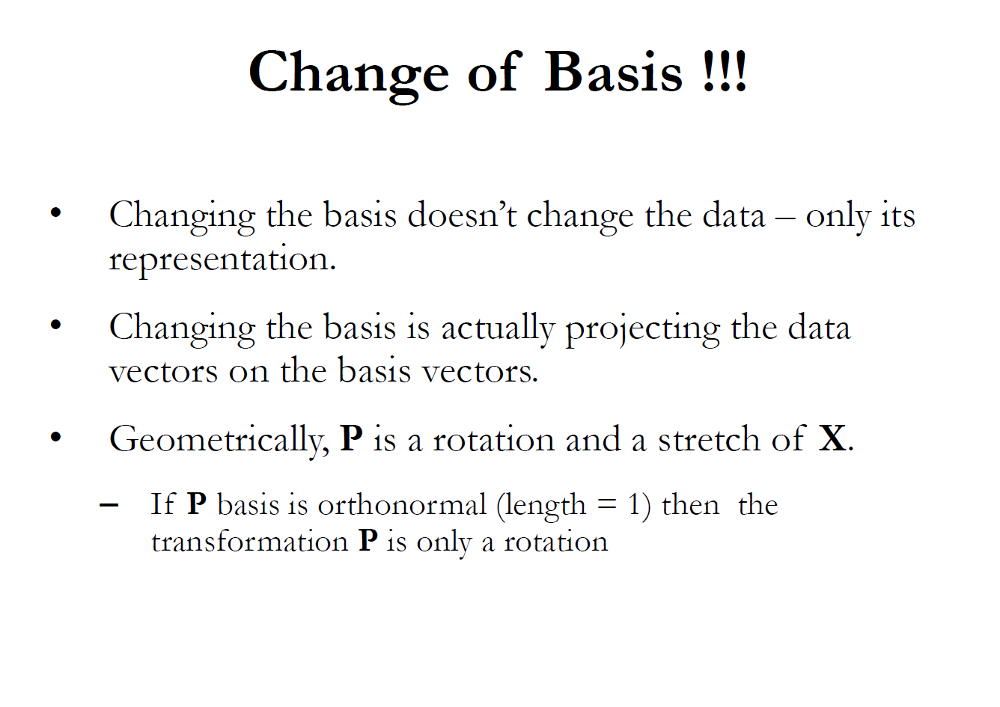 Change of Basis !!!
• Changing the basis doesn’t change the data – only its
representation.
• Changing the basis is actually projecting the data
vectors on the basis vectors.
• Geometrically, P is a rotation and a stretch of X.
– If P basis is orthonormal (length = 1) then the
transformation P is only a rotation